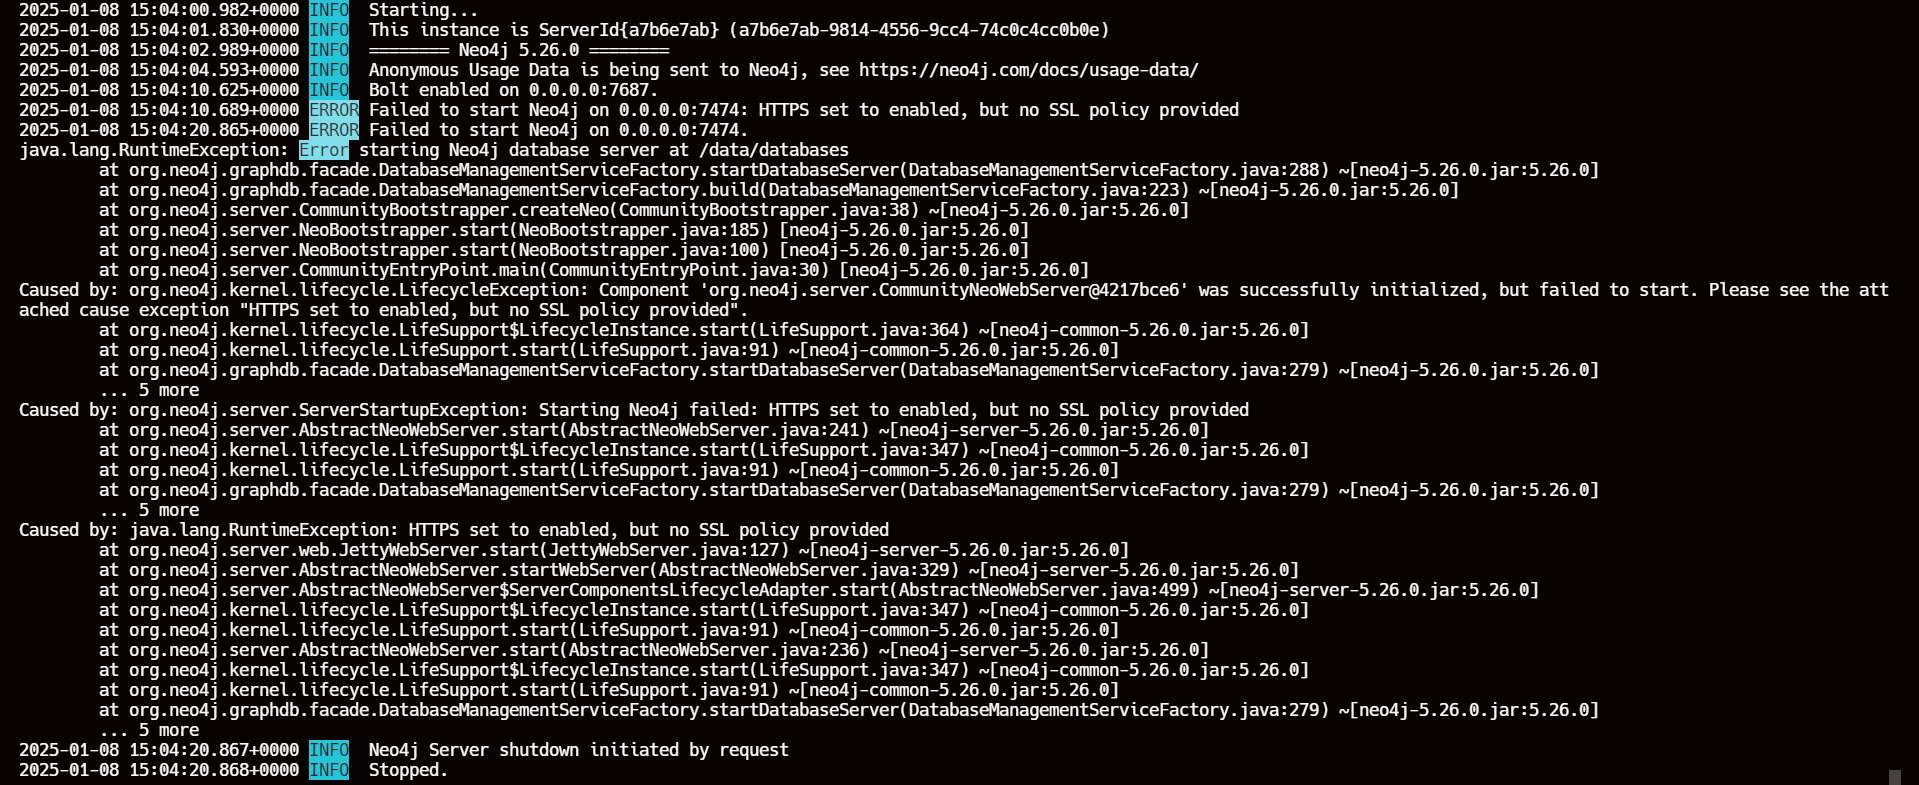 2025-01-08 15:04:00.982+0000 INFO  Starting...
2025-01-08 15:04:01.830+0000 INFO  This instance is ServerId{a7b6e7ab} (a7b6e7ab-9814-4556-9cc4-74c0c4cc0b0e)
2025-01-08 15:04:02.989+0000 INFO  ======== Neo4j 5.26.0 ========
2025-01-08 15:04:04.593+0000 INFO  Anonymous Usage Data is being sent to Neo4j, see https://neo4j.com/docs/usage-data/
2025-01-08 15:04:10.625+0000 INFO  Bolt enabled on 0.0.0.0:7687.
2025-01-08 15:04:10.689+0000 ERROR Failed to start Neo4j on 0.0.0.0:7474: HTTPS set to enabled, but no SSL policy provided
2025-01-08 15:04:20.865+0000 ERROR Failed to start Neo4j on 0.0.0.0:7474.
java.lang.RuntimeException: Error starting Neo4j database server at /data/databases
        at org.neo4j.graphdb.facade.DatabaseManagementServiceFactory.startDatabaseServer(DatabaseManagementServiceFactory.java:288) ~[neo4j-5.26.0.jar:5.26.0]
        at org.neo4j.graphdb.facade.DatabaseManagementServiceFactory.build(DatabaseManagementServiceFactory.java:223) ~[neo4j-5.26.0.jar:5.26.0]
        at org.neo4j.server.CommunityBootstrapper.createNeo(CommunityBootstrapper.java:38) ~[neo4j-5.26.0.jar:5.26.0]
        at org.neo4j.server.NeoBootstrapper.start(NeoBootstrapper.java:185) [neo4j-5.26.0.jar:5.26.0]
        at org.neo4j.server.NeoBootstrapper.start(NeoBootstrapper.java:100) [neo4j-5.26.0.jar:5.26.0]
        at org.neo4j.server.CommunityEntryPoint.main(CommunityEntryPoint.java:30) [neo4j-5.26.0.jar:5.26.0]
Caused by: org.neo4j.kernel.lifecycle.LifecycleException: Component 'org.neo4j.server.CommunityNeoWebServer@4217bce6' was successfully initialized, but failed to start. Please see the att
ached cause exception "HTTPS set to enabled, but no SSL policy provided".
        at org.neo4j.kernel.lifecycle.LifeSupport$LifecycleInstance.start(LifeSupport.java:364) ~[neo4j-common-5.26.0.jar:5.26.0]
        at org.neo4j.kernel.lifecycle.LifeSupport.start(LifeSupport.java:91) ~[neo4j-common-5.26.0.jar:5.26.0]
        at org.neo4j.graphdb.facade.DatabaseManagementServiceFactory.startDatabaseServer(DatabaseManagementServiceFactory.java:279) ~[neo4j-5.26.0.jar:5.26.0]
        ... 5 more
Caused by: org.neo4j.server.ServerStartupException: Starting Neo4j failed: HTTPS set to enabled, but no SSL policy provided
        at org.neo4j.server.AbstractNeoWebServer.start(AbstractNeoWebServer.java:241) ~[neo4j-server-5.26.0.jar:5.26.0]
        at org.neo4j.kernel.lifecycle.LifeSupport$LifecycleInstance.start(LifeSupport.java:347) ~[neo4j-common-5.26.0.jar:5.26.0]
        at org.neo4j.kernel.lifecycle.LifeSupport.start(LifeSupport.java:91) ~[neo4j-common-5.26.0.jar:5.26.0]
        at org.neo4j.graphdb.facade.DatabaseManagementServiceFactory.startDatabaseServer(DatabaseManagementServiceFactory.java:279) ~[neo4j-5.26.0.jar:5.26.0]
        ... 5 more
Caused by: java.lang.RuntimeException: HTTPS set to enabled, but no SSL policy provided
        at org.neo4j.server.web.JettyWebServer.start(JettyWebServer.java:127) ~[neo4j-server-5.26.0.jar:5.26.0]
        at org.neo4j.server.AbstractNeoWebServer.startWebServer(AbstractNeoWebServer.java:329) ~[neo4j-server-5.26.0.jar:5.26.0]
        at org.neo4j.server.AbstractNeoWebServer$ServerComponentsLifecycleAdapter.start(AbstractNeoWebServer.java:499) ~[neo4j-server-5.26.0.jar:5.26.0]
        at org.neo4j.kernel.lifecycle.LifeSupport$LifecycleInstance.start(LifeSupport.java:347) ~[neo4j-common-5.26.0.jar:5.26.0]
        at org.neo4j.kernel.lifecycle.LifeSupport.start(LifeSupport.java:91) ~[neo4j-common-5.26.0.jar:5.26.0]
        at org.neo4j.server.AbstractNeoWebServer.start(AbstractNeoWebServer.java:236) ~[neo4j-server-5.26.0.jar:5.26.0]
        at org.neo4j.kernel.lifecycle.LifeSupport$LifecycleInstance.start(LifeSupport.java:347) ~[neo4j-common-5.26.0.jar:5.26.0]
        at org.neo4j.kernel.lifecycle.LifeSupport.start(LifeSupport.java:91) ~[neo4j-common-5.26.0.jar:5.26.0]
        at org.neo4j.graphdb.facade.DatabaseManagementServiceFactory.startDatabaseServer(DatabaseManagementServiceFactory.java:279) ~[neo4j-5.26.0.jar:5.26.0]
        ... 5 more
2025-01-08 15:04:20.867+0000 INFO  Neo4j Server shutdown initiated by request
2025-01-08 15:04:20.868+0000 INFO  Stopped.